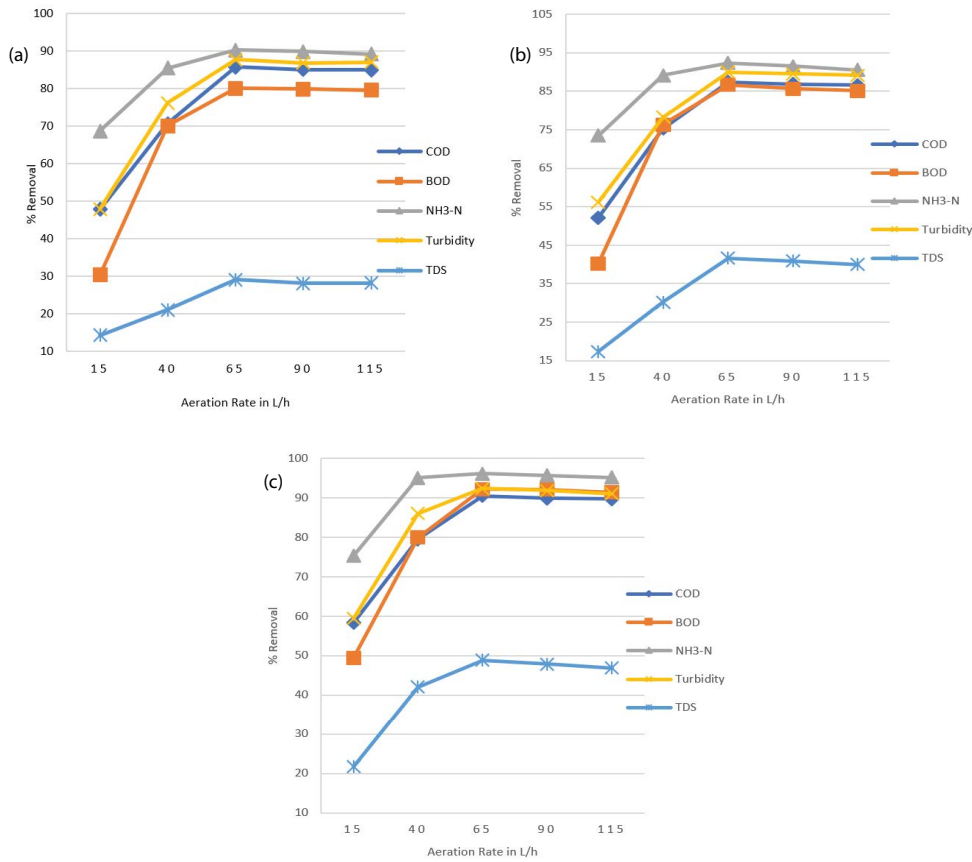 (a)
100
90
80
70
60
50
40
30
20
10
% Removal
15 40 65 90 115
Aeration Rate in L/h
COD
BOD
NH3-N
Turbidity
TDS
(b)
105
95
85
75
65
55
45
35
25
15
% Removal
15 40 65 90 115
Aeration Rate in L/h
COD
BOD
NH3-N
Turbidity
TDS
(c)
100
90
80
70
60
50
40
30
20
10
% Removal
15 40 65 90 115
Aeration Rate in L/h
COD
BOD
NH3-N
Turbidity
TDS